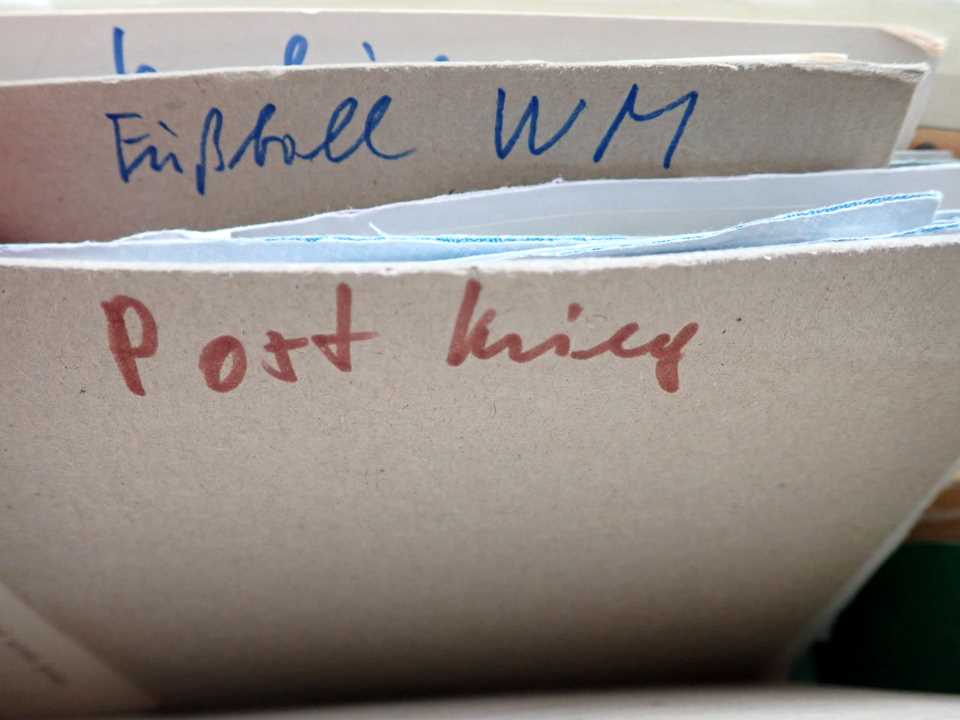 Fußball WM
Post Krieg